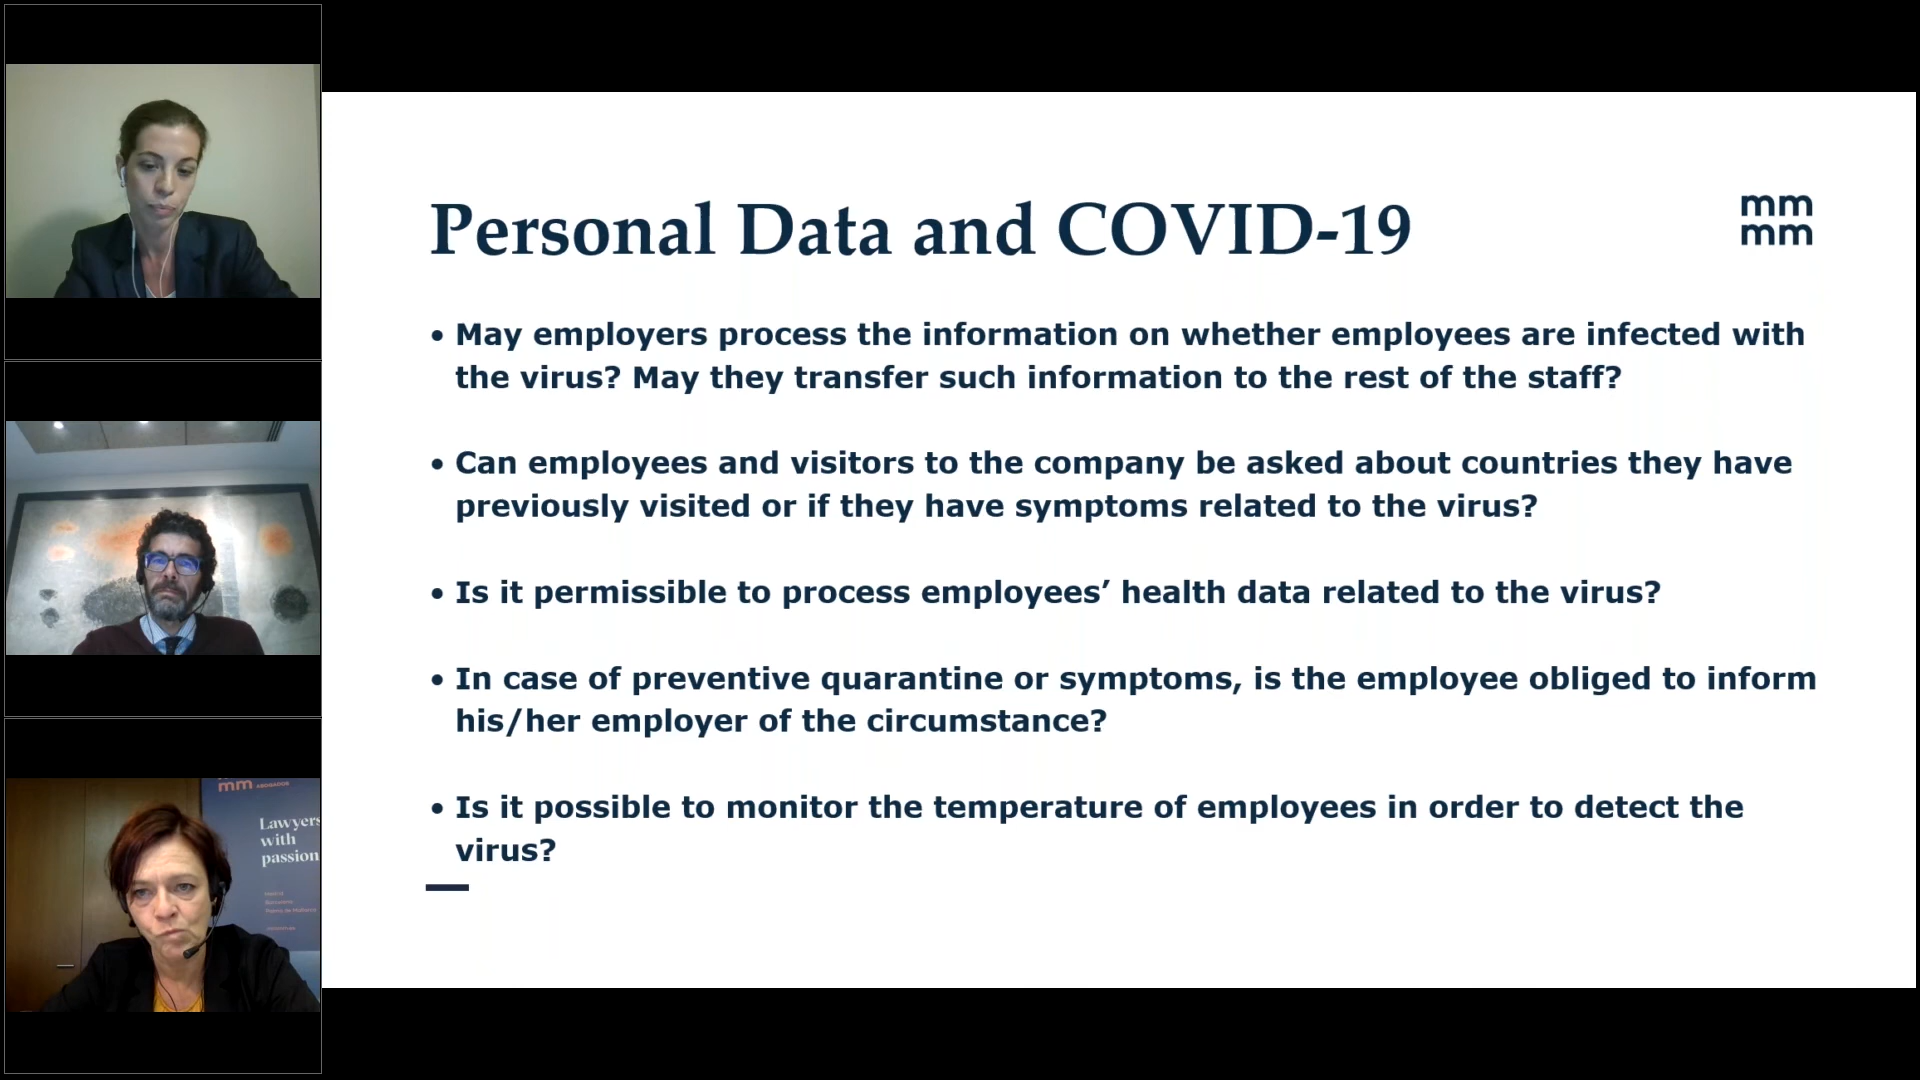 Personal Data and COVID-19
mm
mm
• May employers process the information on whether employees are infected with
the virus? May they transfer such information to the rest of the staff?
• Can employees and visitors to the company be asked about countries they have
previously visited or if they have symptoms related to the virus?
• Is it permissible to process employees’ health data related to the virus?
• In case of preventive quarantine or symptoms, is the employee obliged to inform
his/her employer of the circumstance?
• Is it possible to monitor the temperature of employees in order to detect the
virus?
mm ABOGADOS
Lawyers
with
passion